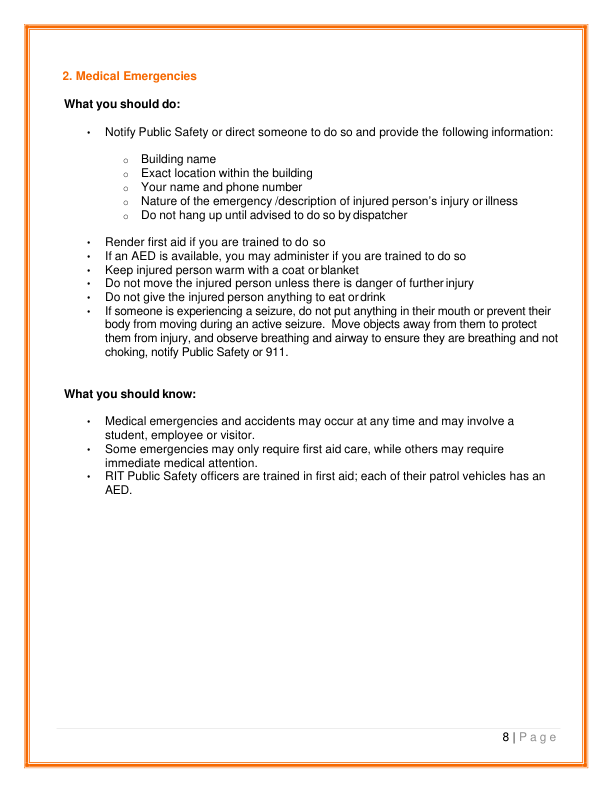 2. Medical Emergencies
What you should do:
• Notify Public Safety or direct someone to do so and provide the following information:
o Building name
o Exact location within the building
o Your name and phone number
o Nature of the emergency /description of injured person's injury or illness
o Do not hang up until advised to do so by dispatcher
• Render first aid if you are trained to do so
• If an AED is available, you may administer if you are trained to do so
• Keep injured person warm with a coat or blanket
• Do not move the injured person unless there is danger of further injury
• Do not give the injured person anything to eat or drink
• If someone is experiencing a seizure, do not put anything in their mouth or prevent their
body from moving during an active seizure. Move objects away from them to protect
them from injury, and observe breathing and airway to ensure they are breathing and not
choking, notify Public Safety or 911.
What you should know:
• Medical emergencies and accidents may occur at any time and may involve a
student, employee or visitor.
• Some emergencies may only require first aid care, while others may require
immediate medical attention.
• RIT Public Safety officers are trained in first aid; each of their patrol vehicles has an
AED.
8 | Page